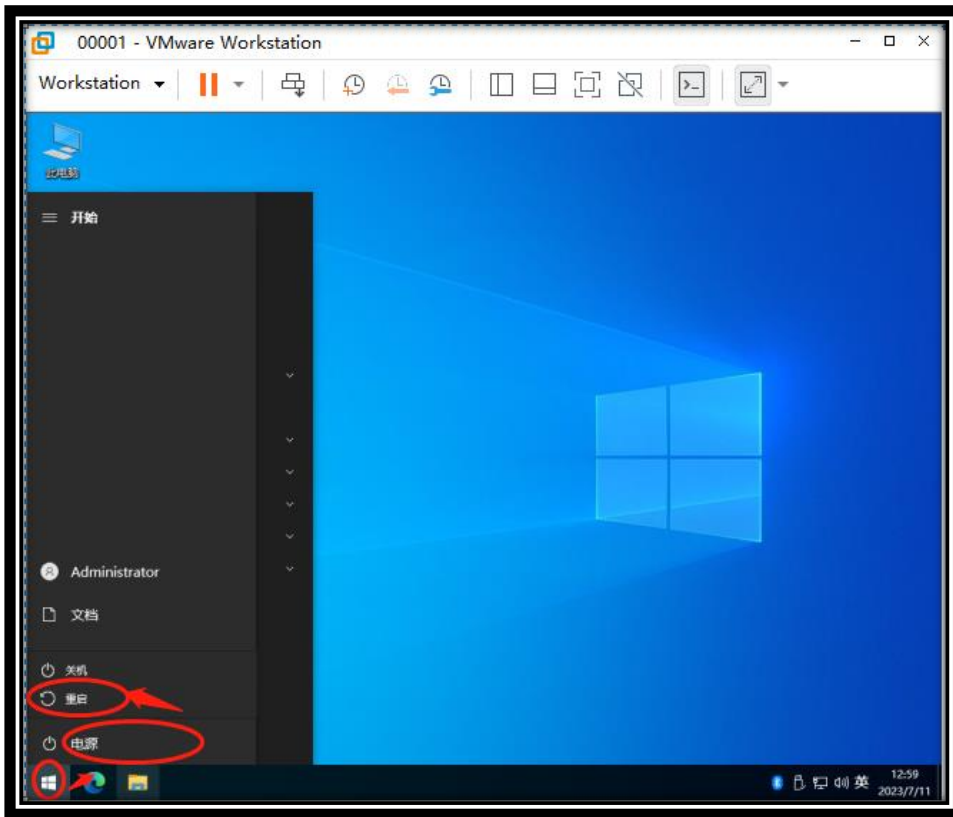 00001 - VMware Workstation
Workstation
此电脑
开始
Administrator
文档
关机
重启
电源
英
12:59
2023/7/11